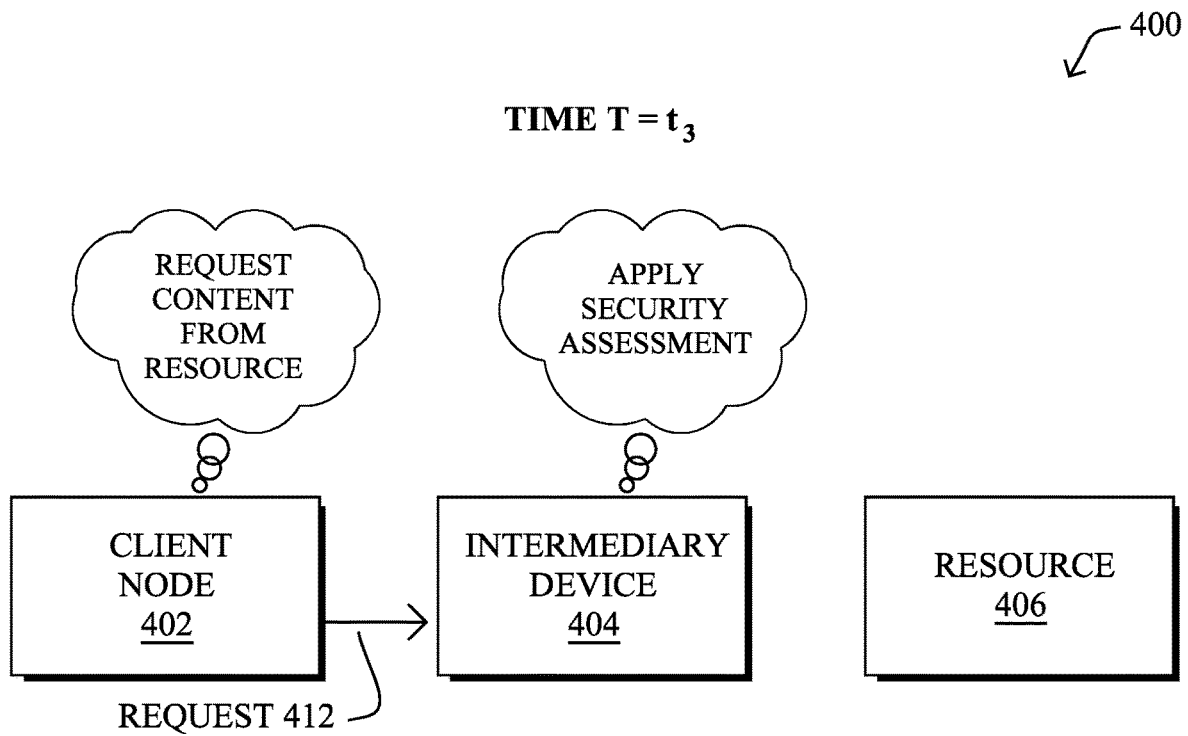 400
TIME T = t3
REQUEST
CONTENT
FROM
RESOURCE
APPLY
SECURITY
ASSESSMENT
CLIENT
NODE
402
INTERMEDIARY
DEVICE
404
RESOURCE
406
REQUEST 412